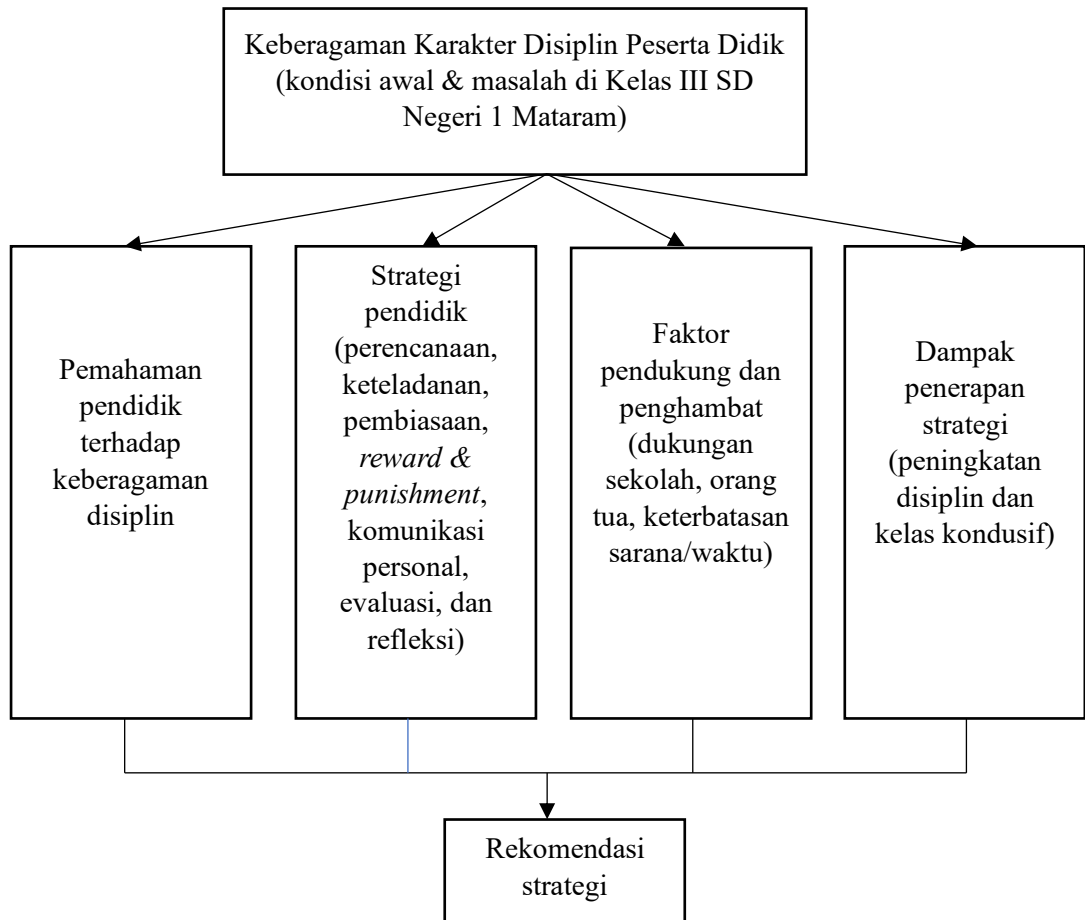 Keberagaman Karakter Disiplin Peserta Didik
(kondisi awal & masalah di Kelas III SD
Negeri 1 Mataram)
Pemahaman
pendidik
terhadap
keberagaman
disiplin
Strategi
pendidik
(perencanaan,
keteladanan,
pembiasaan,
reward &
punishment,
komunikasi
personal,
evaluasi, dan
refleksi)
Faktor
pendukung dan
penghambat
(dukungan
sekolah, orang
tua, keterbatasan
sarana/waktu)
Dampak
penerapan
strategi
(peningkatan
disiplin dan
kelas kondusif)
Rekomendasi
strategi